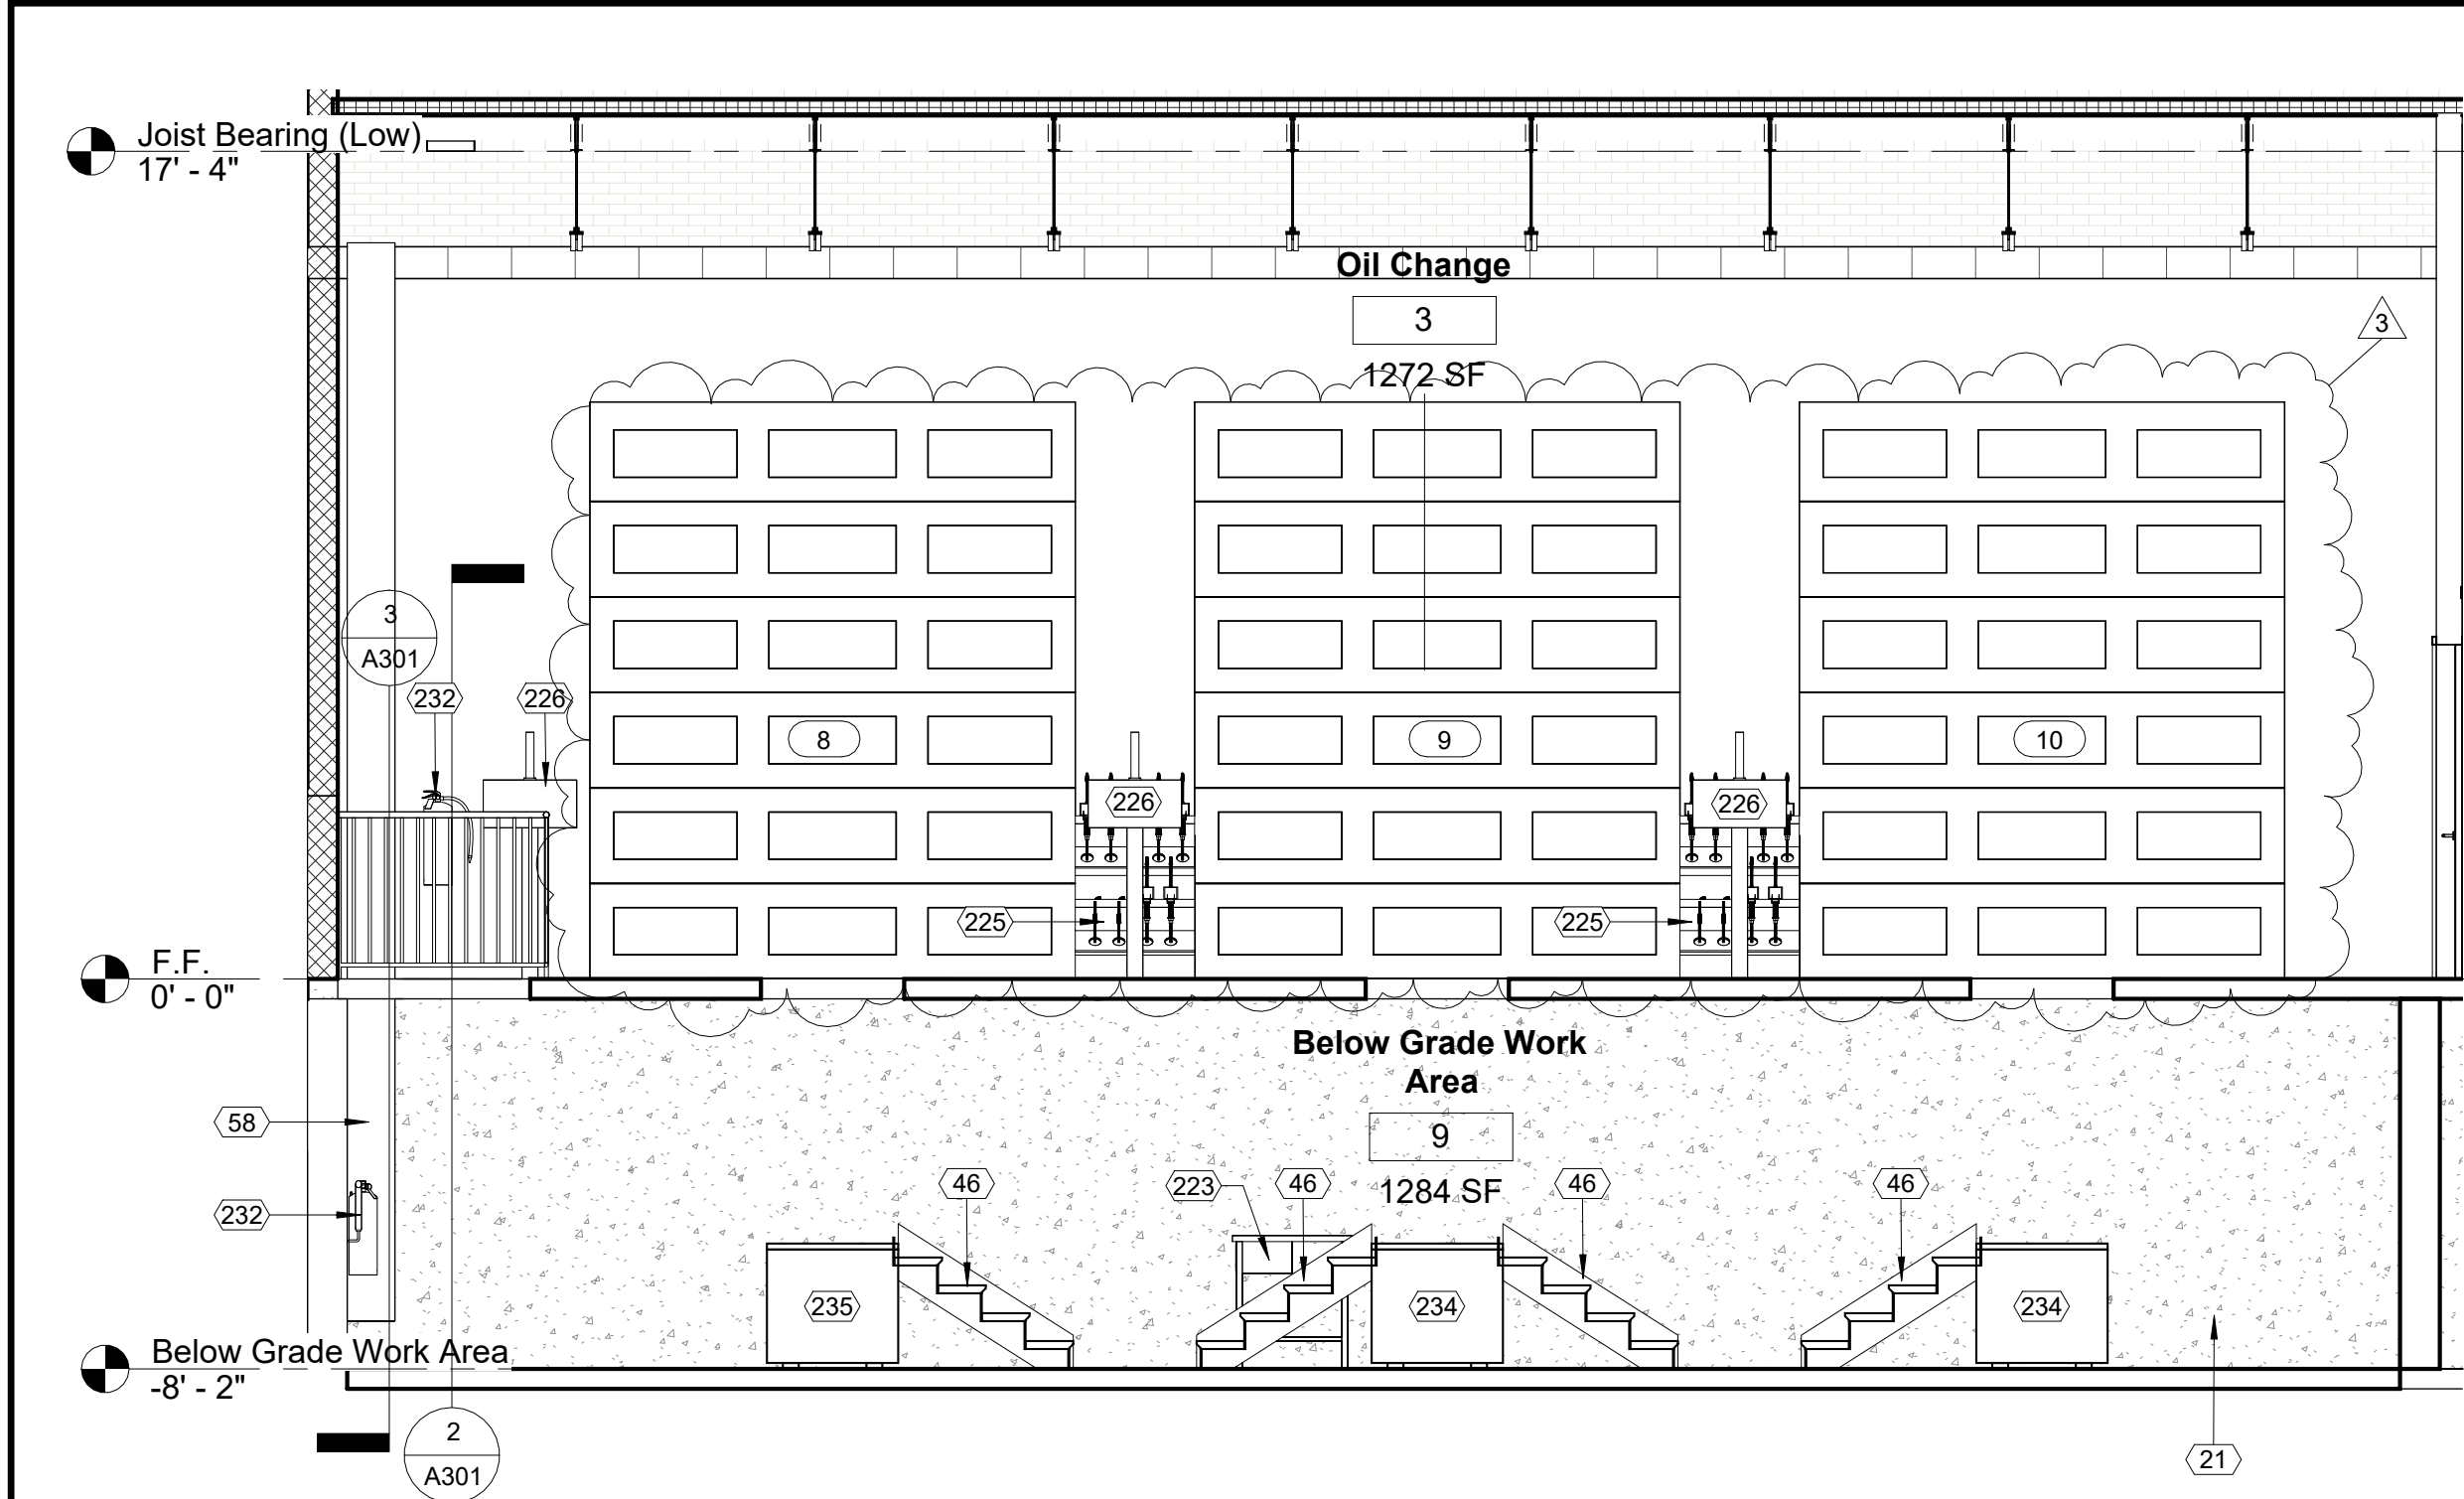 Joist Bearing (Low)
17' - 4"
Oil Change
3
1272 SF
3
3
A301
232
226
8
9
10
226
226
225
225
F.F.
0' - 0"
Below Grade Work
Area
9
1284 SF
58
232
46
223
46
46
46
235
234
234
Below Grade Work Area
-8' - 2"
2
A301
21